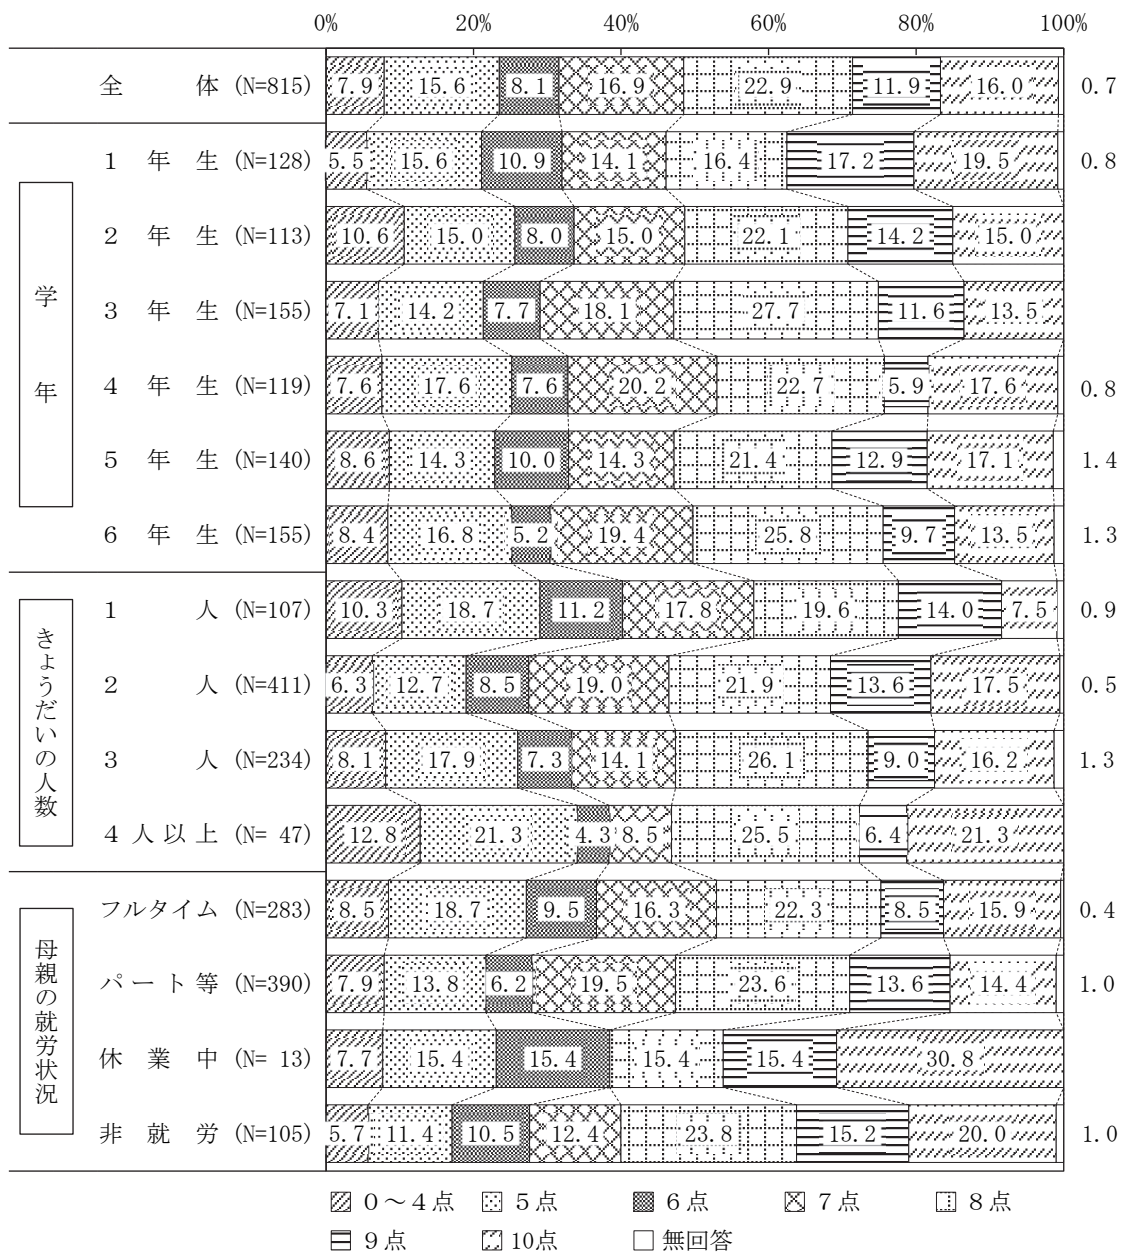 0% 20% 40% 60% 80% 100%
全体 (N=815) 7.9 15.6 8.1 16.9 22.9 11.9 16.0 0.7
学年
1年生 (N=128) 5.5 15.6 10.9 14.1 16.4 17.2 19.5 0.8
2年生 (N=113) 10.6 15.0 8.0 15.0 22.1 14.2 15.0
3年生 (N=155) 7.1 14.2 7.7 18.1 27.7 11.6 13.5
4年生 (N=119) 7.6 17.6 7.6 20.2 22.7 5.9 17.6 0.8
5年生 (N=140) 8.6 14.3 10.0 14.3 21.4 12.9 17.1 1.4
6年生 (N=155) 8.4 16.8 5.2 19.4 25.8 9.7 13.5 1.3
きょうだいの人数
1人 (N=107) 10.3 18.7 11.2 17.8 19.6 14.0 7.5 0.9
2人 (N=411) 6.3 12.7 8.5 19.0 21.9 13.6 17.5 0.5
3人 (N=234) 8.1 17.9 7.3 14.1 26.1 9.0 16.2 1.3
4人以上 (N= 47) 12.8 21.3 4.3 8.5 25.5 6.4 21.3
母親の就労状況
フルタイム (N=283) 8.5 18.7 9.5 16.3 22.3 8.5 15.9 0.4
パート等 (N=390) 7.9 13.8 6.2 19.5 23.6 13.6 14.4 1.0
休業中 (N= 13) 7.7 15.4 15.4 15.4 15.4 30.8
非就労 (N=105) 5.7 11.4 10.5 12.4 23.8 15.2 20.0 1.0
0～4点 5点 6点 7点 8点
9点 10点 無回答